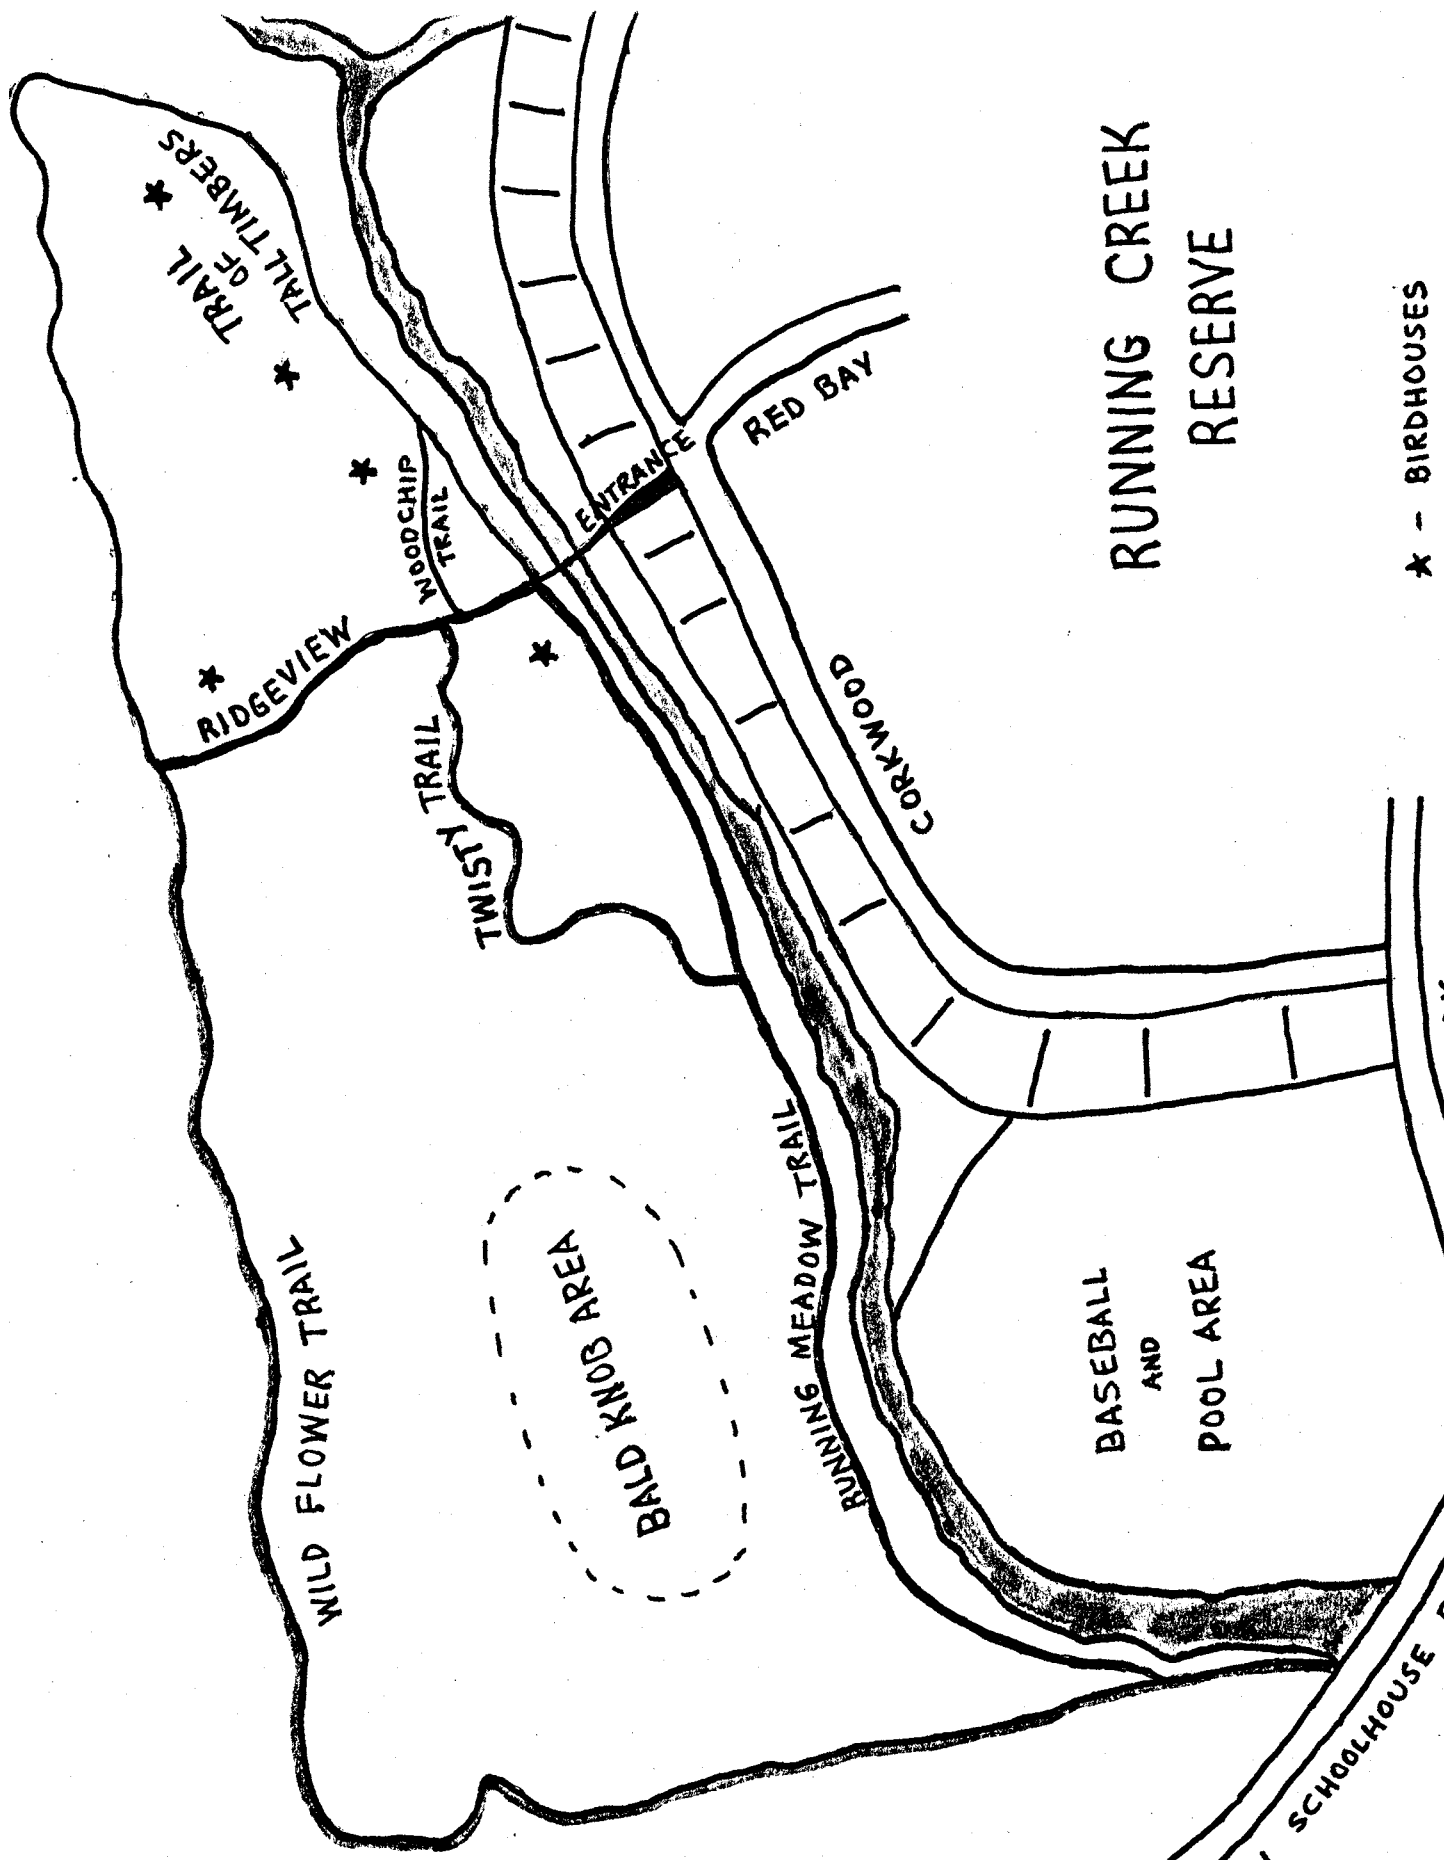 RUNNING CREEK
RESERVE
★ - BIRDHOUSES
TRAIL
OF
TALL TIMBERS
WOODCHIP
TRAIL
RIDGEVIEW
ENTRANCE
RED BAY
CORKWOOD
TWISTY TRAIL
WILD FLOWER TRAIL
BALD KNOB AREA
RUNNING MEADOW TRAIL
BASEBALL
AND
POOL AREA
SCHOOLHOUSE